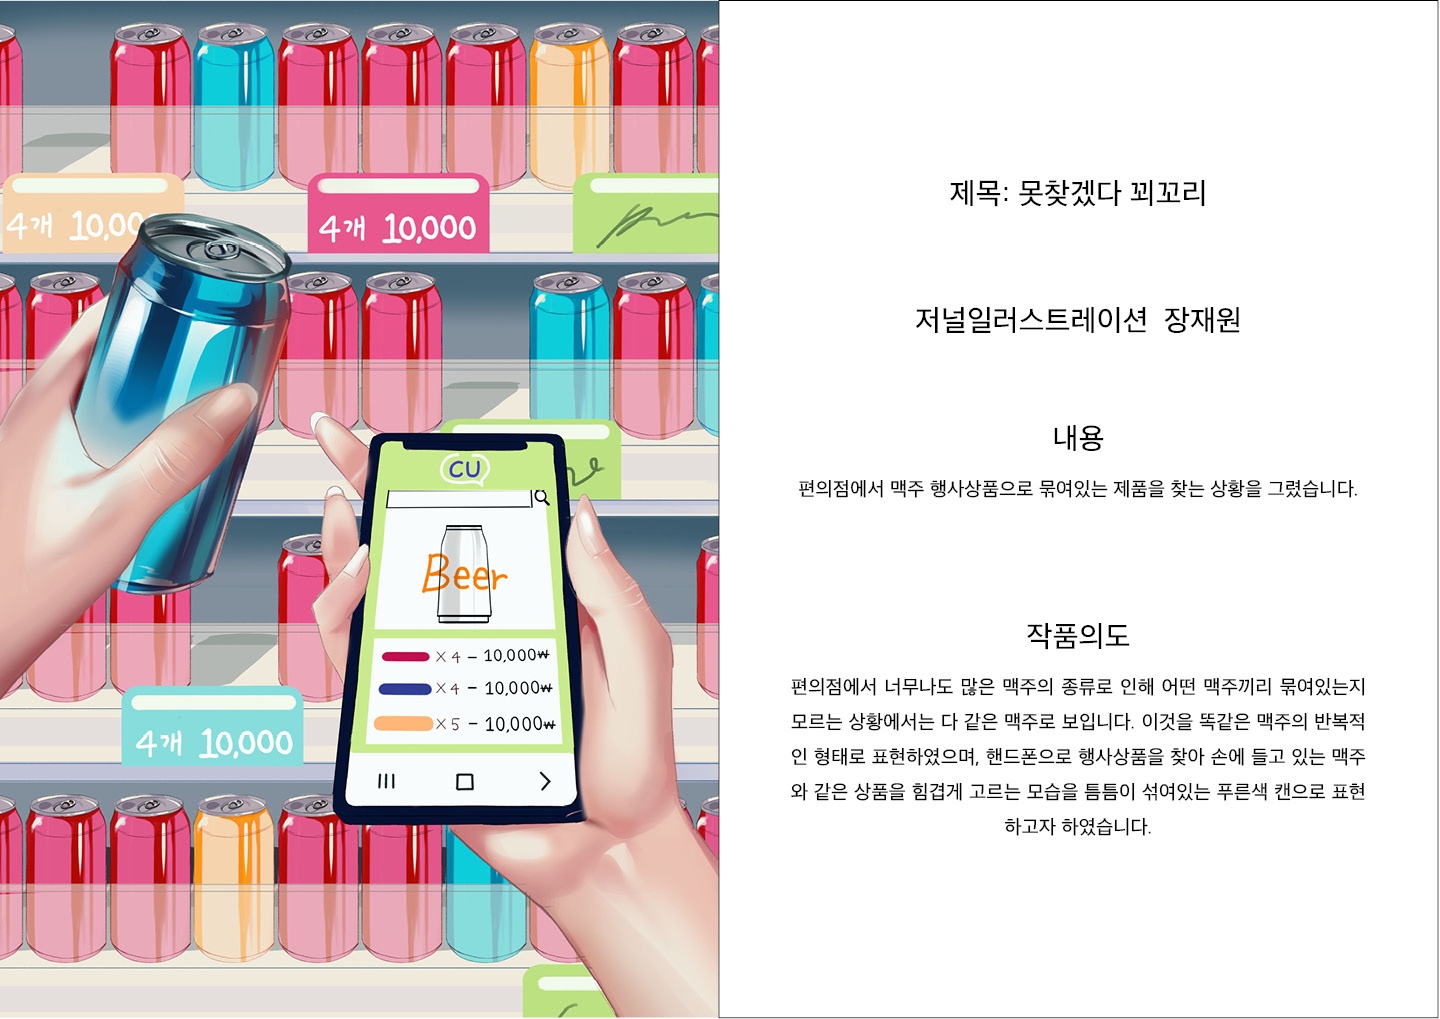 4개 10,00
4개 10,000
CU
Beer
×4 - 10,000₩
×4 - 10,000₩
×5 - 10,000₩
4개 10,000
제목: 못찾겠다 꾀꼬리
저널일러스트레이션 장재원
내용
편의점에서 맥주 행사상품으로 묶여있는 제품을 찾는 상황을 그렸습니다.
작품의도
편의점에서 너무나도 많은 맥주의 종류로 인해 어떤 맥주끼리 묶여있는지
모르는 상황에서는 다 같은 맥주로 보입니다. 이것을 똑같은 맥주의 반복적
인 형태로 표현하였으며, 핸드폰으로 행사상품을 찾아 손에 들고 있는 맥주
와 같은 상품을 힘겹게 고르는 모습을 틈틈이 섞여있는 푸른색 캔으로 표현
하고자 하였습니다.